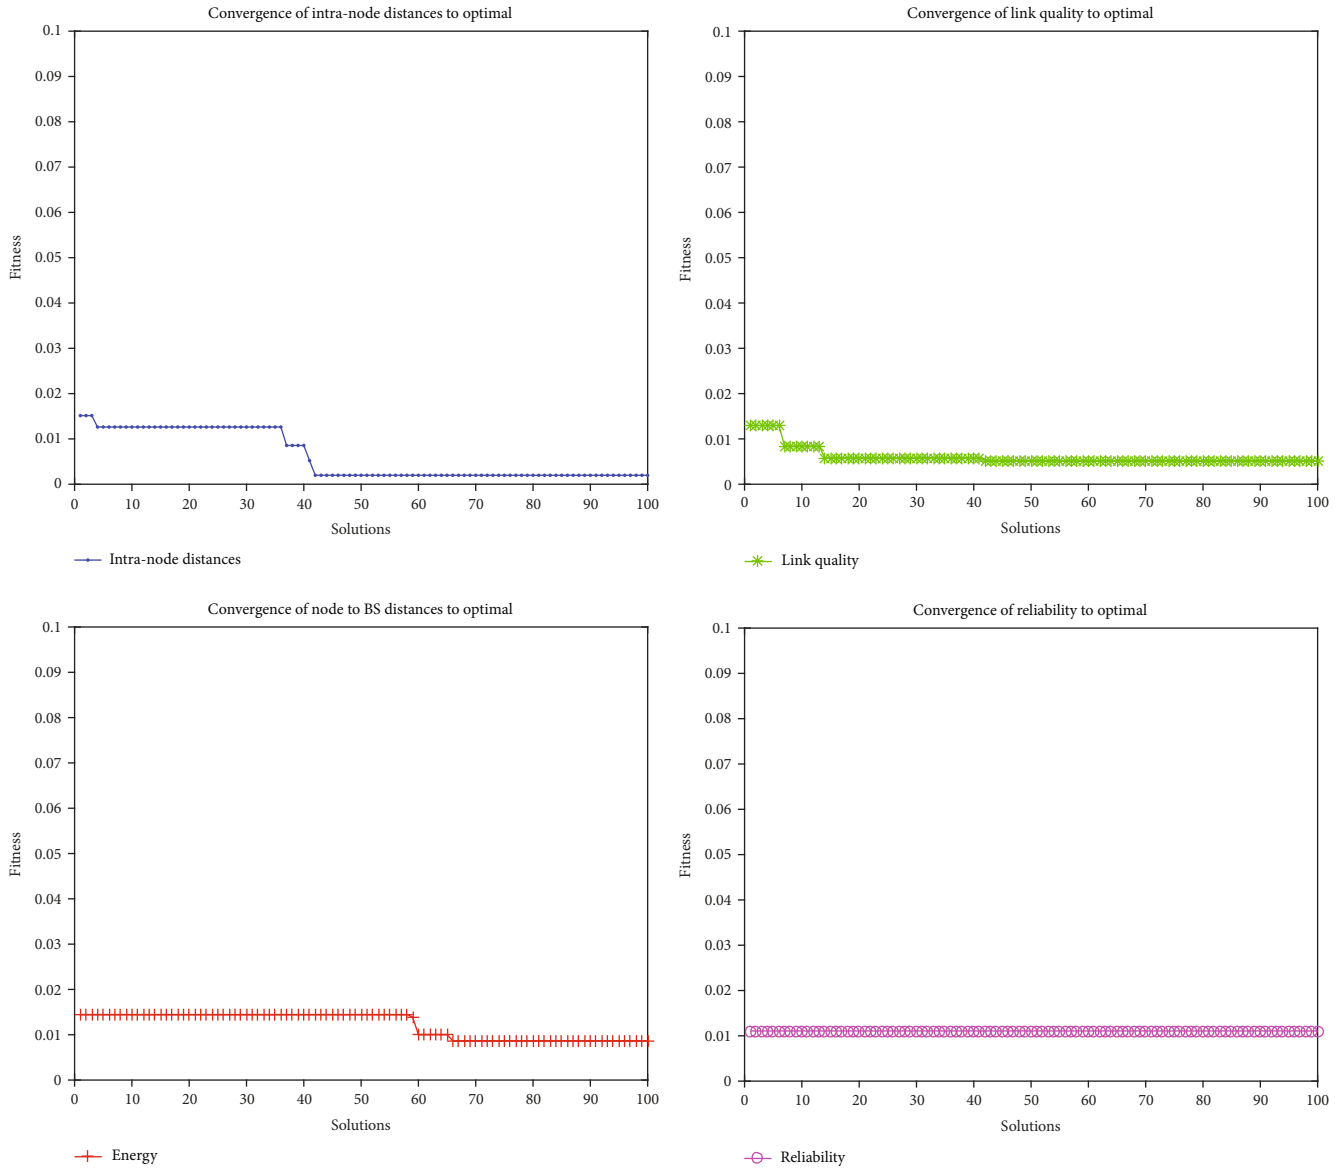 Convergence of intra-node distances to optimal
0.1
0.09
0.08
0.07
0.06
0.05
0.04
0.03
0.02
0.01
0
Fitness
0 10 20 30 40 50 60 70 80 90 100
Solutions
Intra-node distances
Convergence of link quality to optimal
0.1
0.09
0.08
0.07
0.06
0.05
0.04
0.03
0.02
0.01
0
Fitness
0 10 20 30 40 50 60 70 80 90 100
Solutions
Link quality
Convergence of node to BS distances to optimal
0.1
0.09
0.08
0.07
0.06
0.05
0.04
0.03
0.02
0.01
0
Fitness
0 10 20 30 40 50 60 70 80 90 100
Solutions
Energy
Convergence of reliability to optimal
0.1
0.09
0.08
0.07
0.06
0.05
0.04
0.03
0.02
0.01
0
Fitness
0 10 20 30 40 50 60 70 80 90 100
Solutions
Reliability